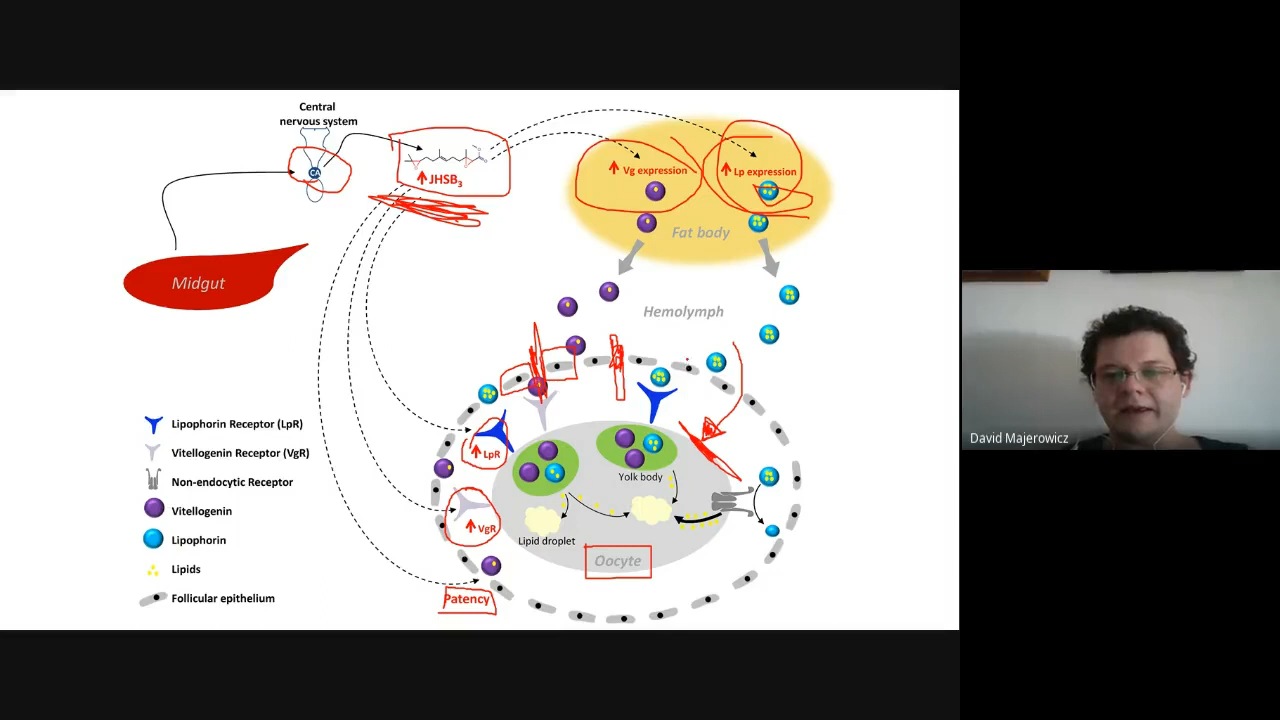 Central
nervous system
CA
JHSB3
Vg expression
Lp expression
Fat body
Midgut
Hemolymph
Lipophorin Receptor (LpR)
Vitellogenin Receptor (VgR)
Non-endocytic Receptor
Vitellogenin
Lipophorin
Lipids
Follicular epithelium
LpR
VgR
Patency
Yolk body
Lipid droplet
Oocyte
David Majerowicz